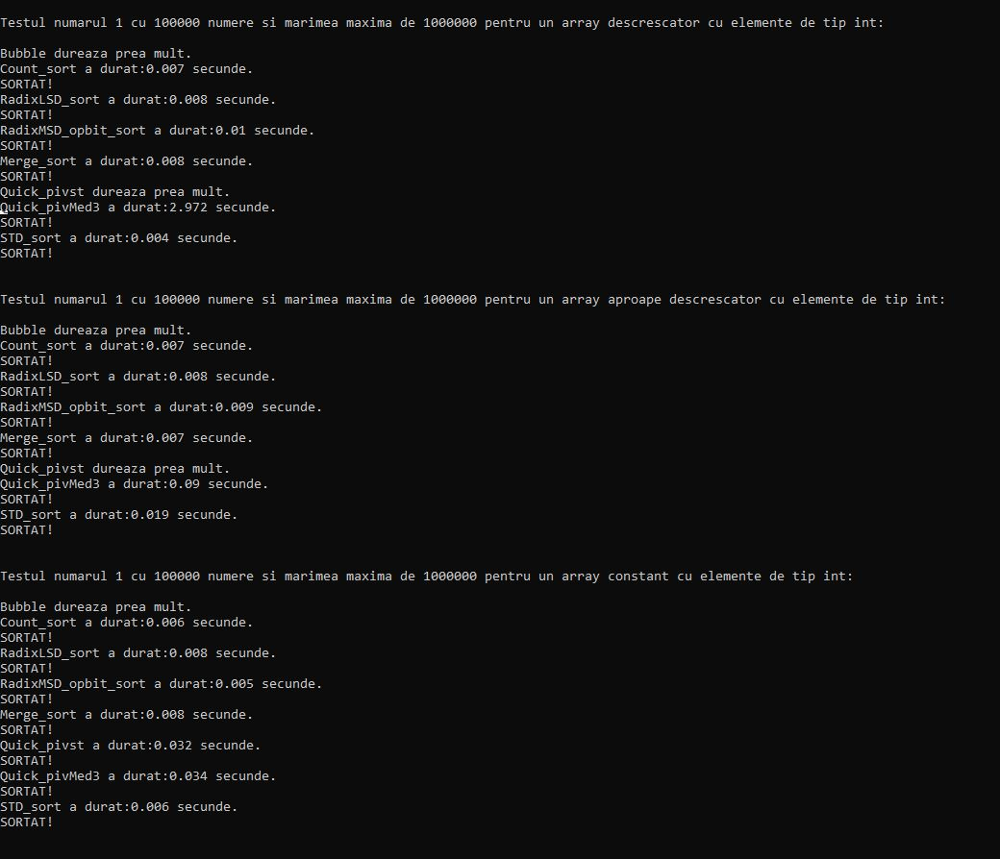 Testul numarul 1 cu 100000 numere si marimea maxima de 1000000 pentru un array descrescator cu elemente de tip int:
Bubble dureaza prea mult.
Count_sort a durat:0.007 secunde.
SORTAT!
RadixLSD_sort a durat:0.008 secunde.
SORTAT!
RadixMSD_opbit_sort a durat:0.01 secunde.
SORTAT!
Merge_sort a durat:0.008 secunde.
SORTAT!
Quick_pivst dureaza prea mult.
Quick_pivMed3 a durat:2.972 secunde.
SORTAT!
STD_sort a durat:0.004 secunde.
SORTAT!
Testul numarul 1 cu 100000 numere si marimea maxima de 1000000 pentru un array aproape descrescator cu elemente de tip int:
Bubble dureaza prea mult.
Count_sort a durat:0.007 secunde.
SORTAT!
RadixLSD_sort a durat:0.008 secunde.
SORTAT!
RadixMSD_opbit_sort a durat:0.009 secunde.
SORTAT!
Merge_sort a durat:0.007 secunde.
SORTAT!
Quick_pivst dureaza prea mult.
Quick_pivMed3 a durat:0.09 secunde.
SORTAT!
STD_sort a durat:0.019 secunde.
SORTAT!
Testul numarul 1 cu 100000 numere si marimea maxima de 1000000 pentru un array constant cu elemente de tip int:
Bubble dureaza prea mult.
Count_sort a durat:0.006 secunde.
SORTAT!
RadixLSD_sort a durat:0.008 secunde.
SORTAT!
RadixMSD_opbit_sort a durat:0.005 secunde.
SORTAT!
Merge_sort a durat:0.008 secunde.
SORTAT!
Quick_pivst a durat:0.032 secunde.
SORTAT!
Quick_pivMed3 a durat:0.034 secunde.
SORTAT!
STD_sort a durat:0.006 secunde.
SORTAT!